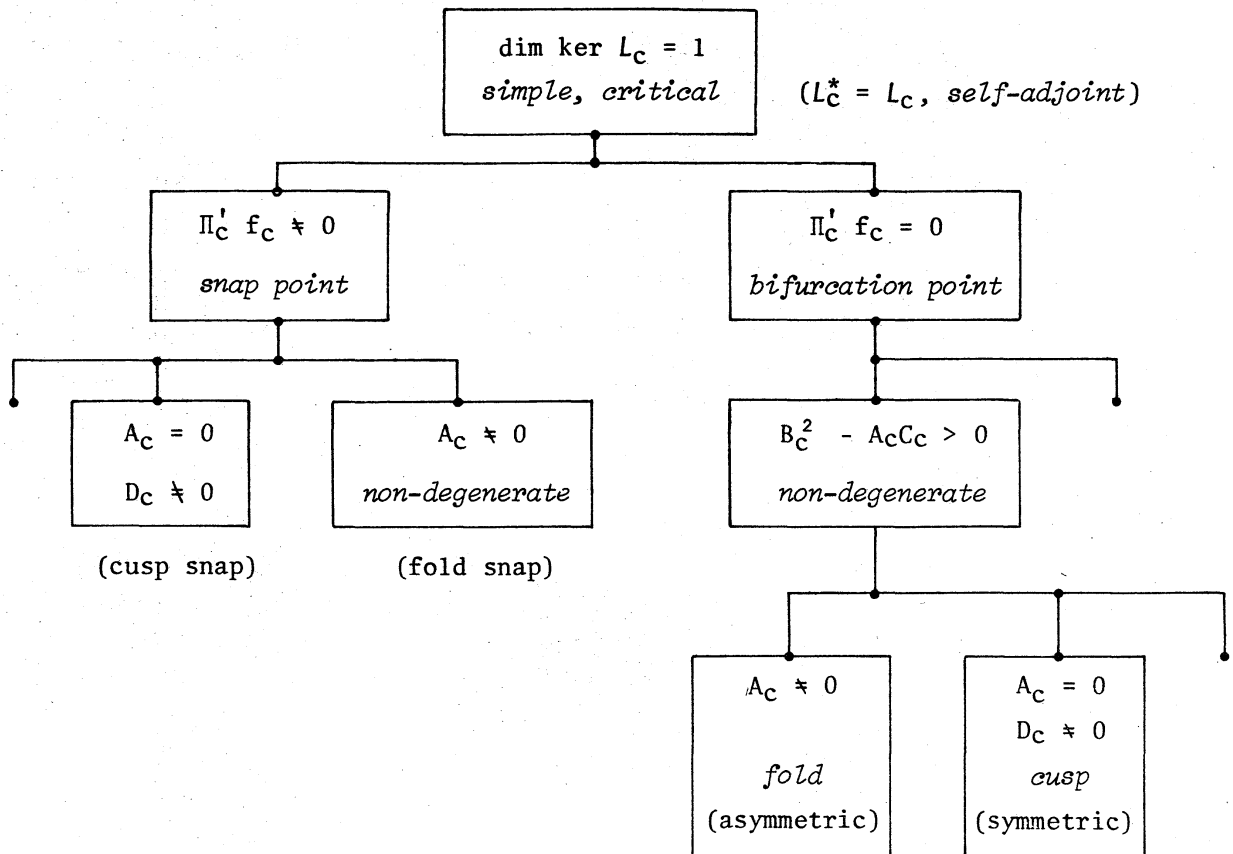 dim ker L_c = 1
simple, critical
(L_c^* = L_c, self-adjoint)
Π_c' f_c ≠ 0
snap point
Π_c' f_c = 0
bifurcation point
A_c = 0
D_c ≠ 0
(cusp snap)
A_c ≠ 0
non-degenerate
(fold snap)
B_c^2 - A_cC_c > 0
non-degenerate
A_c ≠ 0
fold
(asymmetric)
A_c = 0
D_c ≠ 0
cusp
(symmetric)